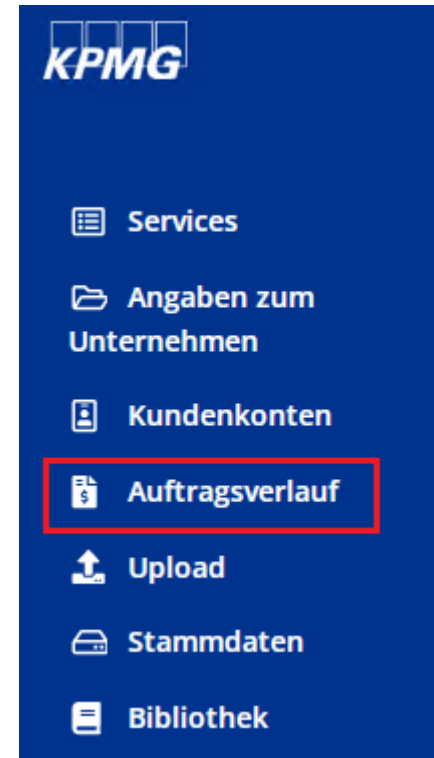 KPMG
Services
Angaben zum
Unternehmen
Kundenkonten
Auftragsverlauf
Upload
Stammdaten
Bibliothek